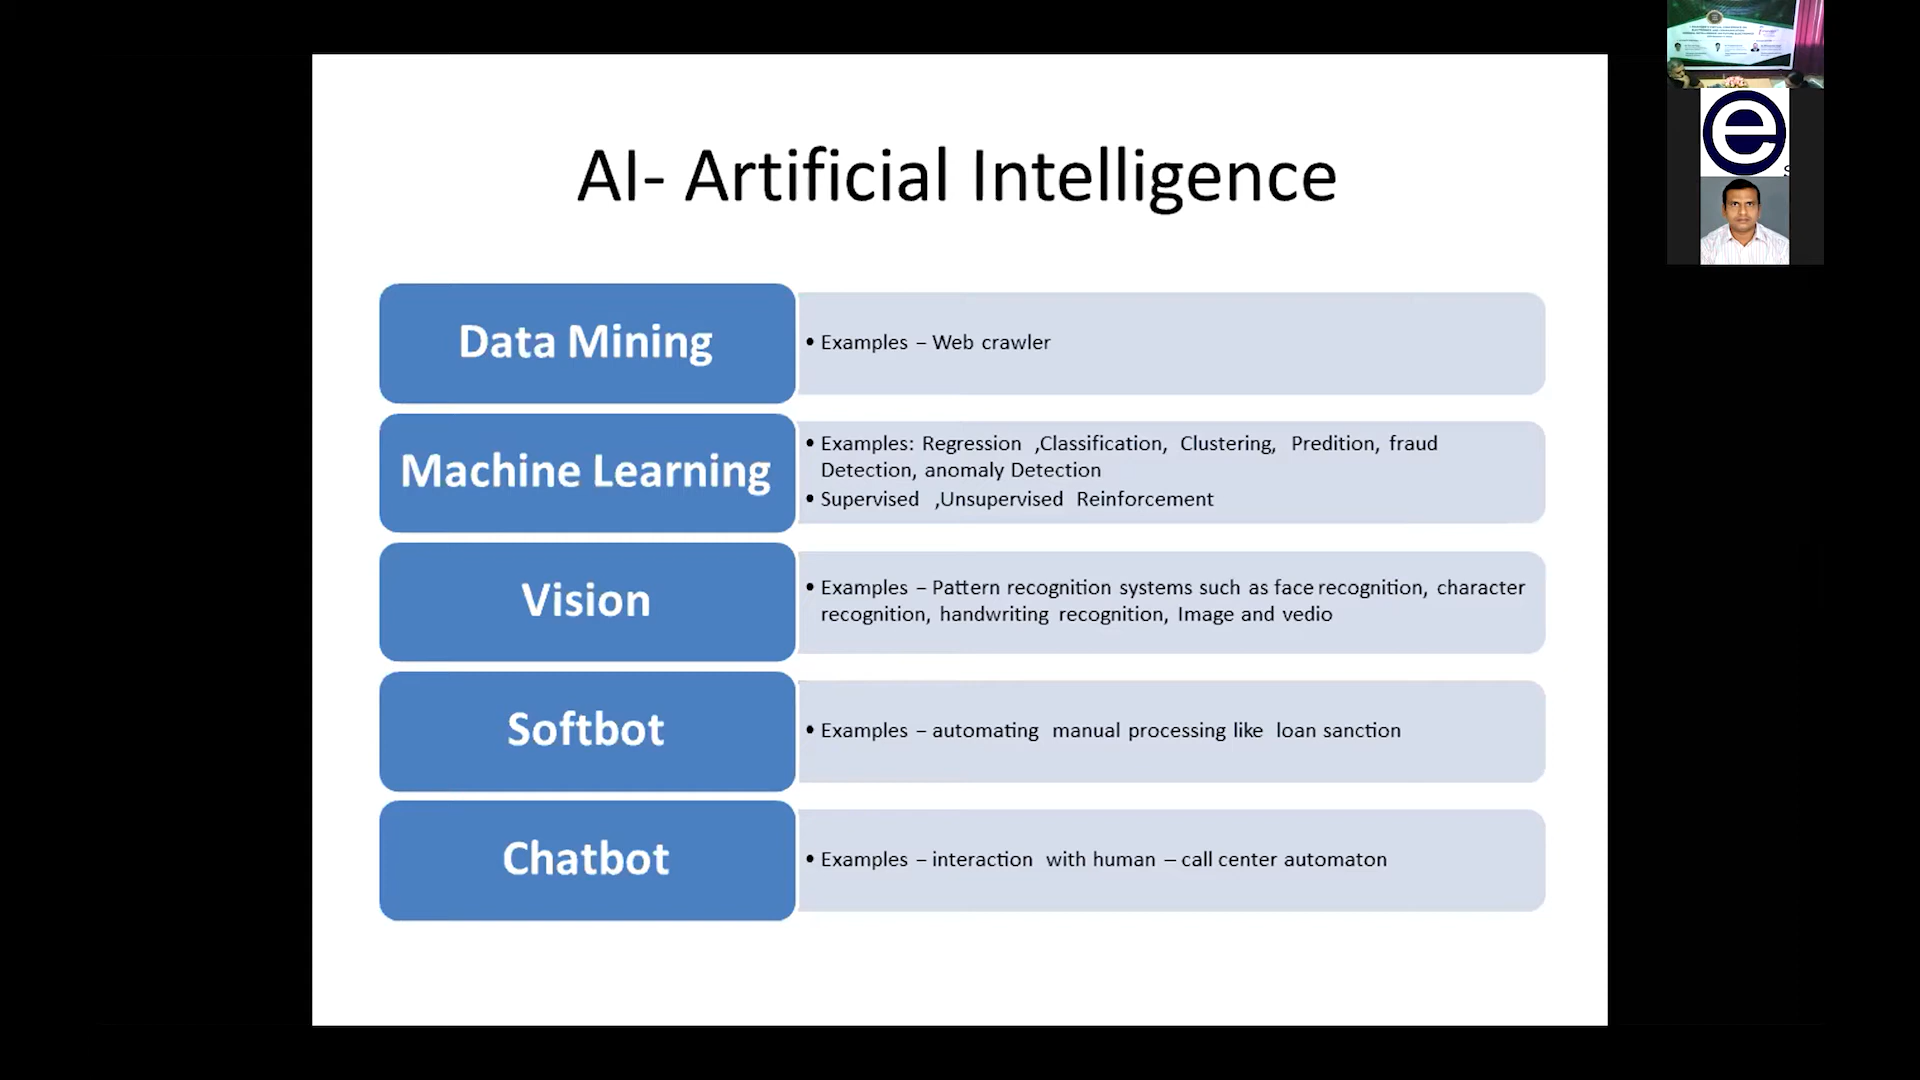 AI- Artificial Intelligence
Data Mining
• Examples – Web crawler
Machine Learning
• Examples: Regression ,Classification, Clustering, Predition, fraud
Detection, anomaly Detection
• Supervised ,Unsupervised Reinforcement
Vision
• Examples – Pattern recognition systems such as face recognition, character
recognition, handwriting recognition, Image and vedio
Softbot
• Examples – automating manual processing like loan sanction
Chatbot
• Examples – interaction with human – call center automaton
e